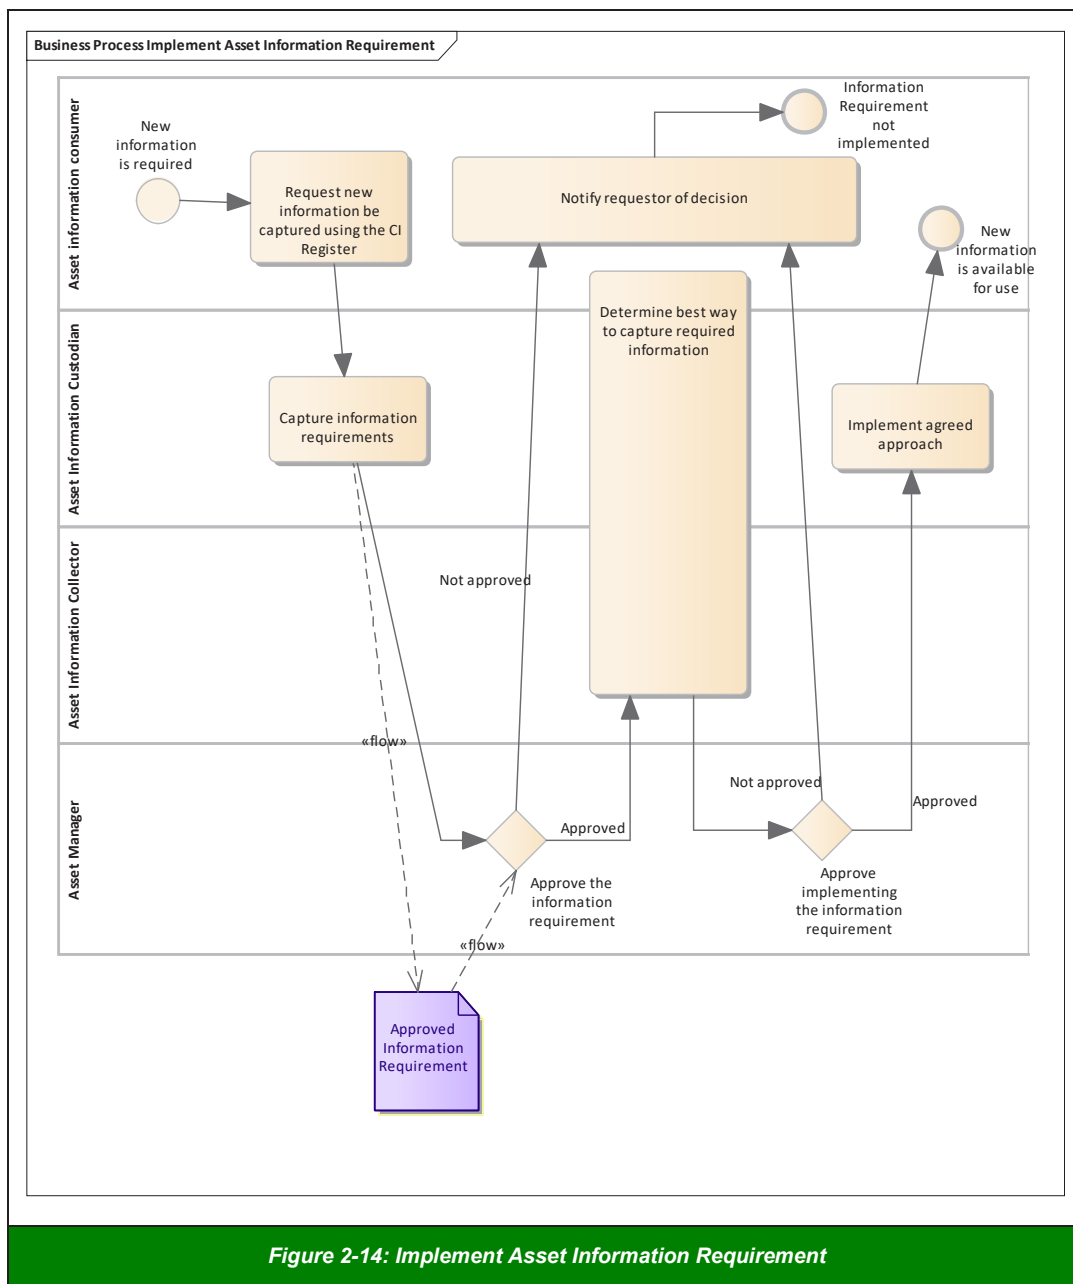 Business Process Implement Asset Information Requirement
Asset information consumer
New
information
is required
Request new
information be
captured using the CI
Register
Notify requestor of decision
Information
Requirement
not
implemented
New
information
is available
for use
Asset Information Custodian
Capture information
requirements
Determine best way
to capture required
information
Implement agreed
approach
Asset Information Collector
Not approved
«flow»
Asset Manager
Approved
Approve the
information
requirement
«flow»
Not approved
Approved
Approve
implementing
the information
requirement
Approved
Information
Requirement
Figure 2-14: Implement Asset Information Requirement